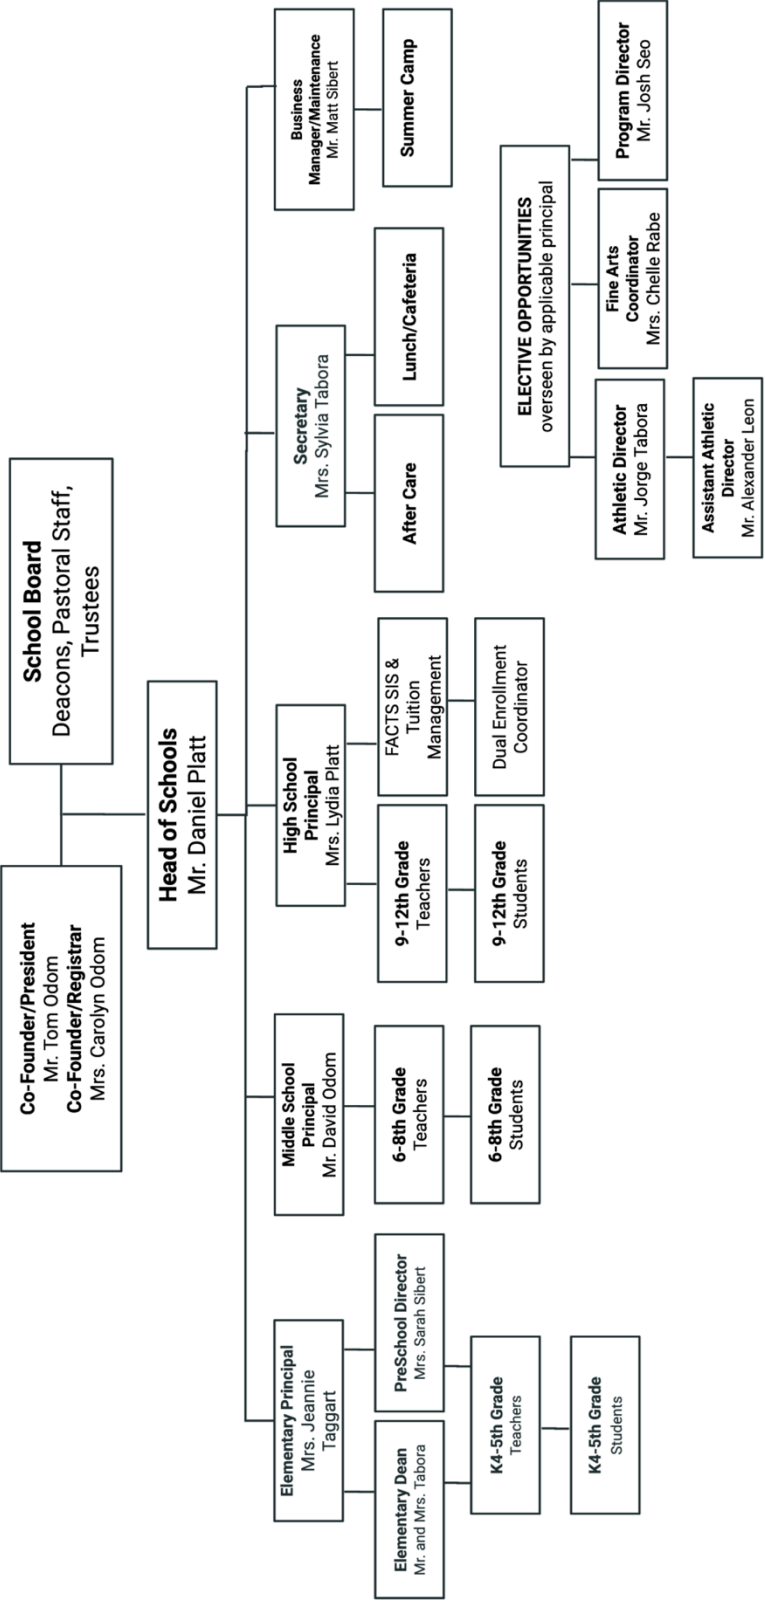 Co-Founder/President
Mr. Tom Odom
Co-Founder/Registrar
Mrs. Carolyn Odom
School Board
Deacons, Pastoral Staff,
Trustees
Head of Schools
Mr. Daniel Platt
Elementary Principal
Mrs. Jeannie
Taggart
Middle School
Principal
Mr. David Odom
High School
Principal
Mrs. Lydia Platt
Secretary
Mrs. Sylvia Tabora
Business
Manager/Maintenance
Mr. Matt Sibert
Elementary Dean
Mr. and Mrs. Tabora
PreSchool Director
Mrs. Sarah Sibert
6-8th Grade
Teachers
9-12th Grade
Teachers
FACTS SIS &
Tuition
Management
After Care
Lunch/Cafeteria
Summer Camp
K4-5th Grade
Teachers
6-8th Grade
Students
9-12th Grade
Students
Dual Enrollment
Coordinator
K4-5th Grade
Students
ELECTIVE OPPORTUNITIES
overseen by applicable principal
Athletic Director
Mr. Jorge Tabora
Fine Arts
Coordinator
Mrs. Chelle Rabe
Program Director
Mr. Josh Seo
Assistant Athletic
Director
Mr. Alexander Leon